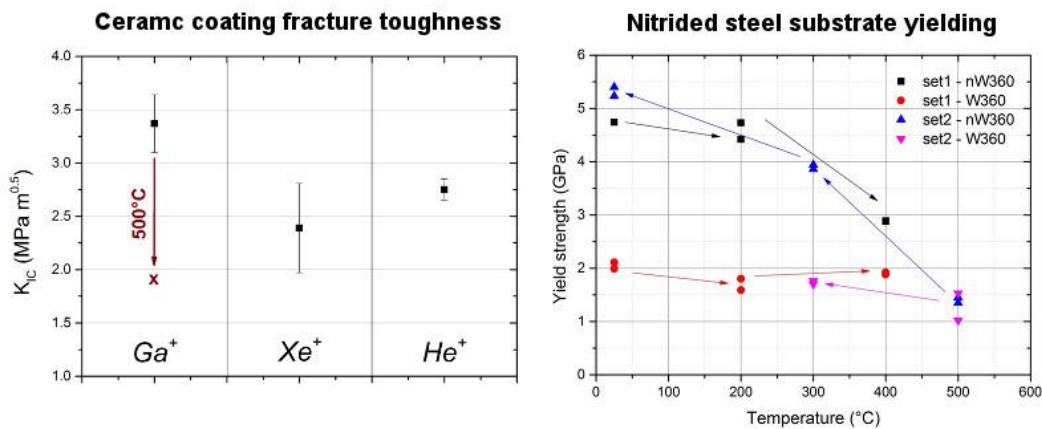 Ceramc coating fracture toughness
4.0
3.5
3.0
2.5
2.0
1.5
1.0
K_IC (MPa m^0.5)
500°C
x
Ga⁺
Xe⁺
He⁺
Nitrided steel substrate yielding
6
5
4
3
2
1
0
Yield strength (GPa)
set1 - nW360
set1 - W360
set2 - nW360
set2 - W360
0 100 200 300 400 500 600
Temperature (°C)